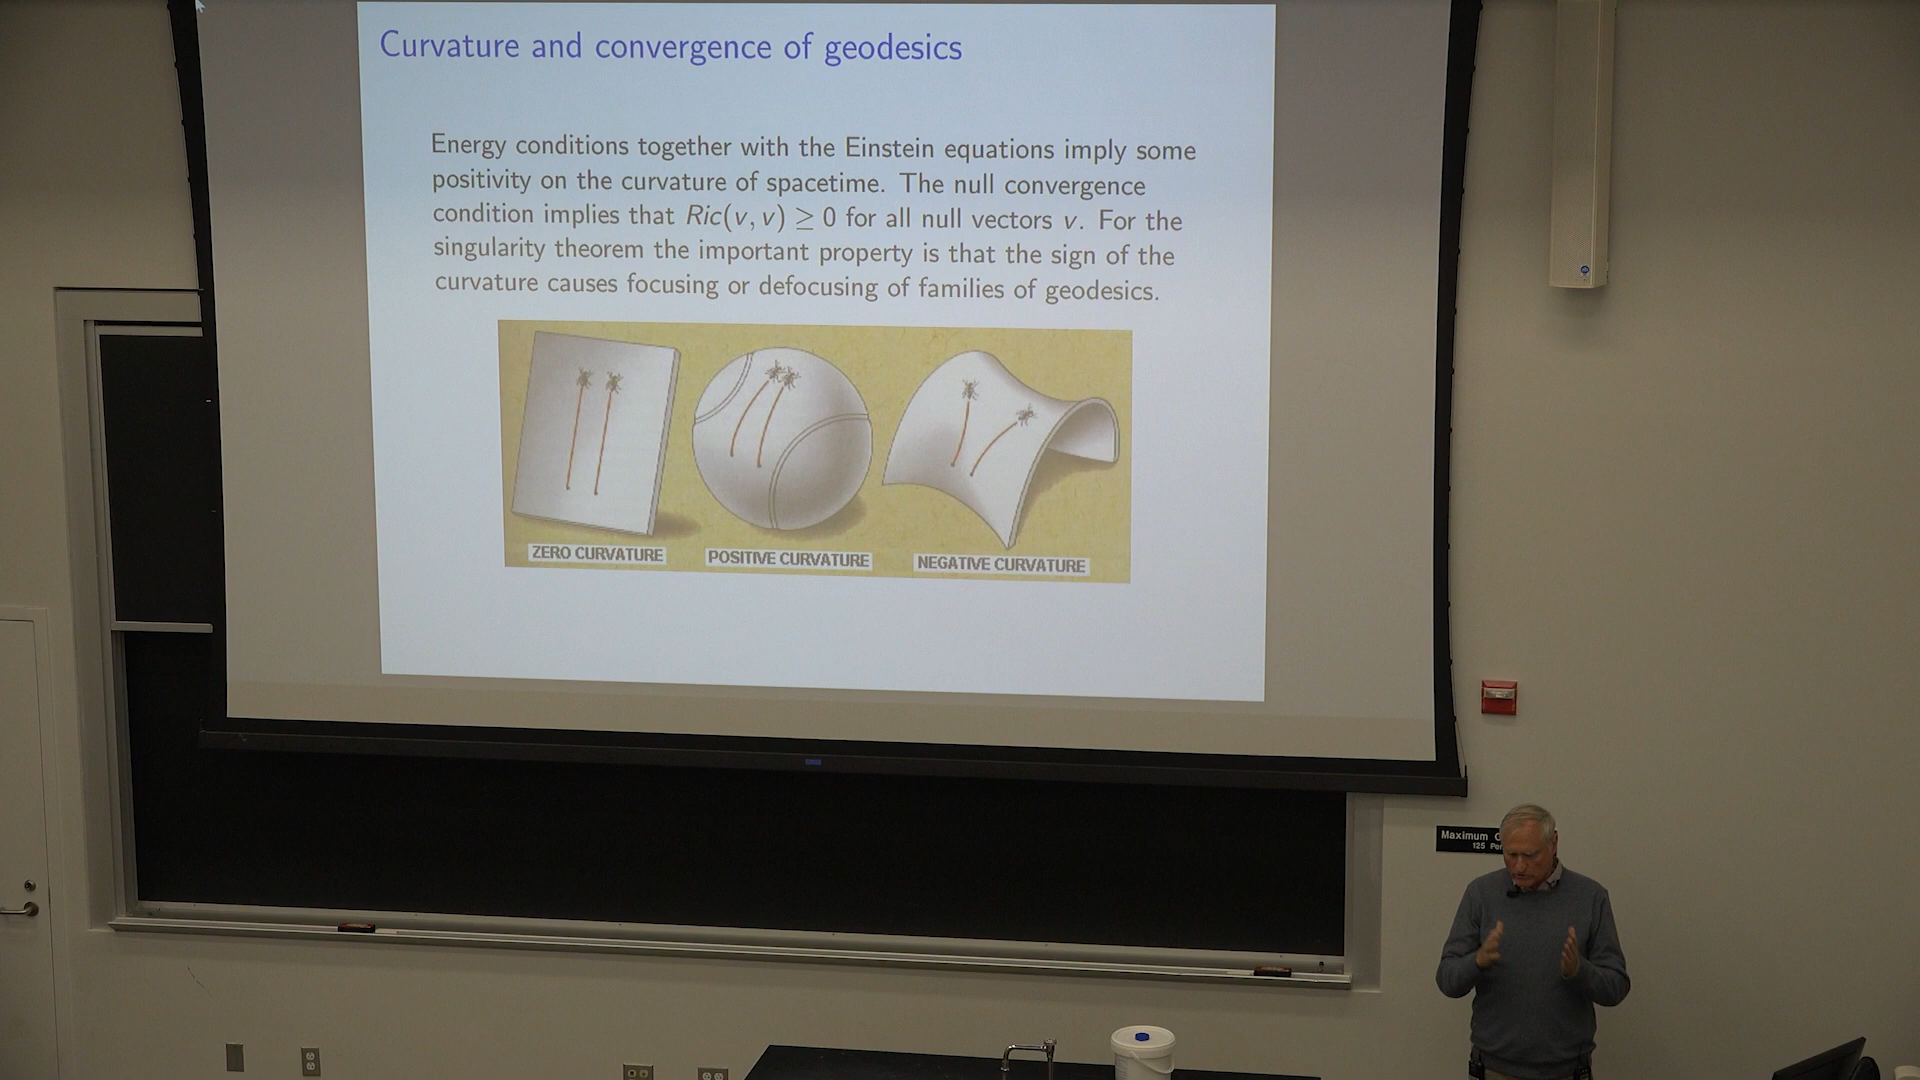 Curvature and convergence of geodesics
Energy conditions together with the Einstein equations imply some
positivity on the curvature of spacetime. The null convergence
condition implies that Ric(v, v) ≥ 0 for all null vectors v. For the
singularity theorem the important property is that the sign of the
curvature causes focusing or defocusing of families of geodesics.
ZERO CURVATURE
POSITIVE CURVATURE
NEGATIVE CURVATURE
Maximum
125